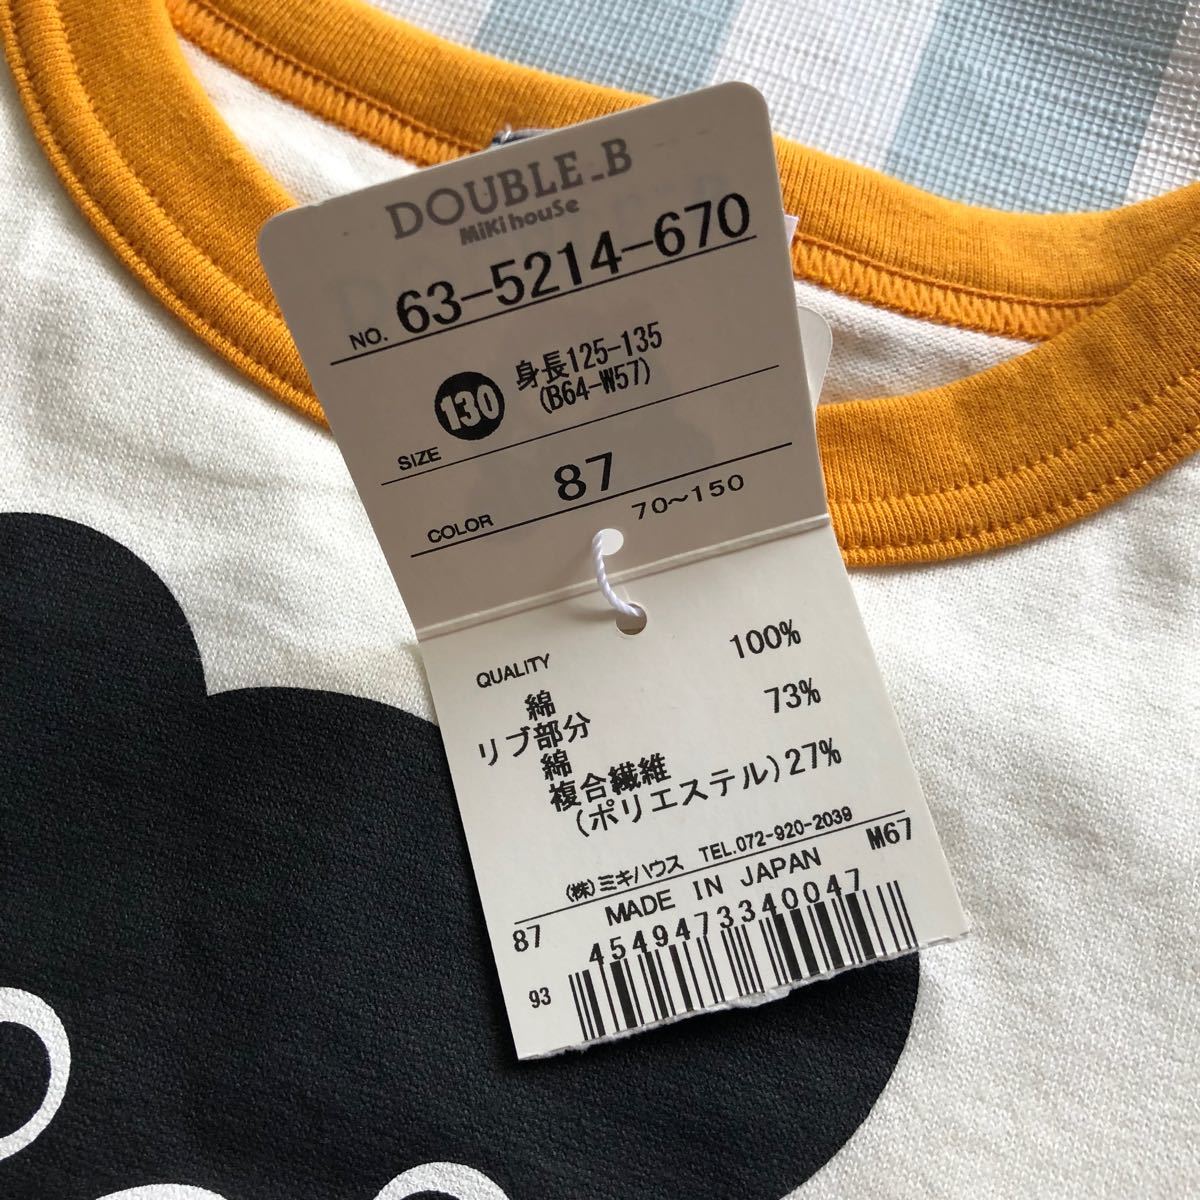 DOUBLE_B
MiKi houSe
NO. 63-5214-670
SIZE 130 身長125-135
(B64-W57)
COLOR 87
70~150
QUALITY
綿 100%
リブ部分
綿 73%
複合繊維
(ポリエステル) 27%
(株)ミキハウス TEL.072-920-2039
MADE IN JAPAN M67
87 4549473340047
93